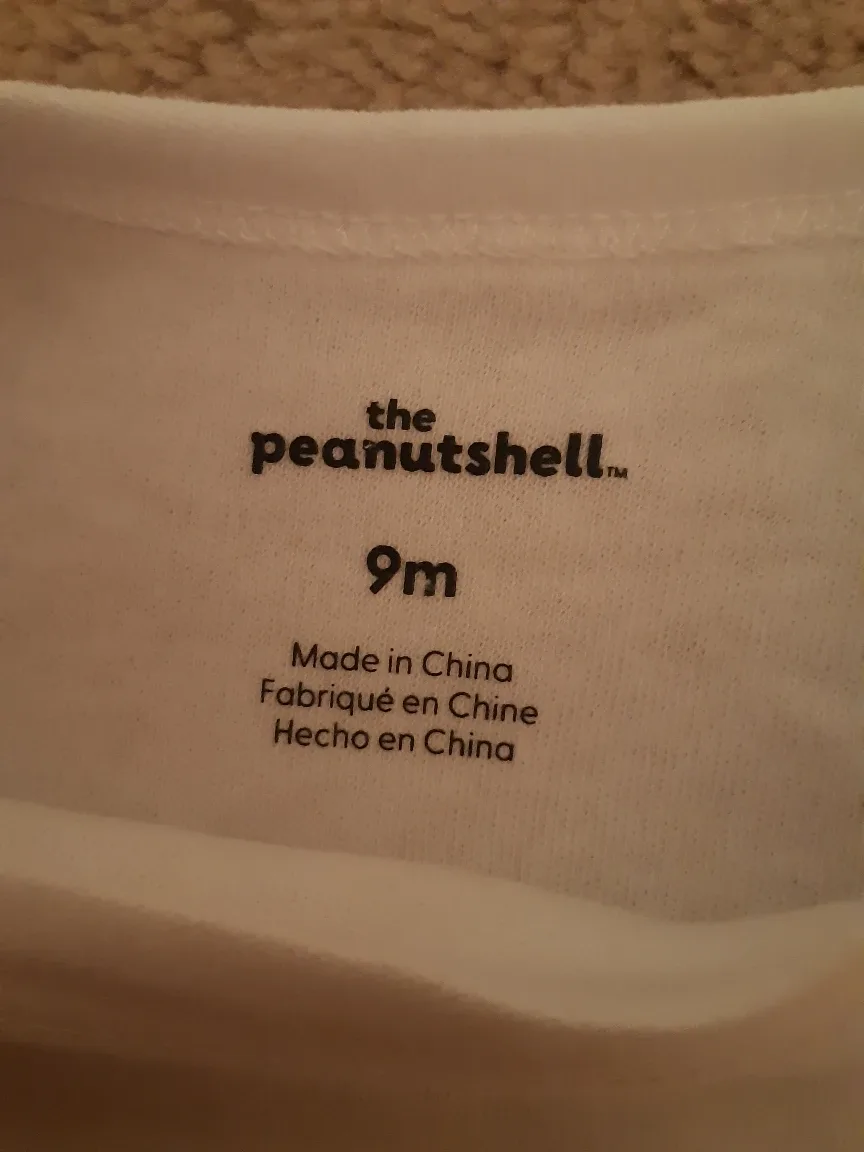 the
peanutshell™
9m
Made in China
Fabriqué en Chine
Hecho en China